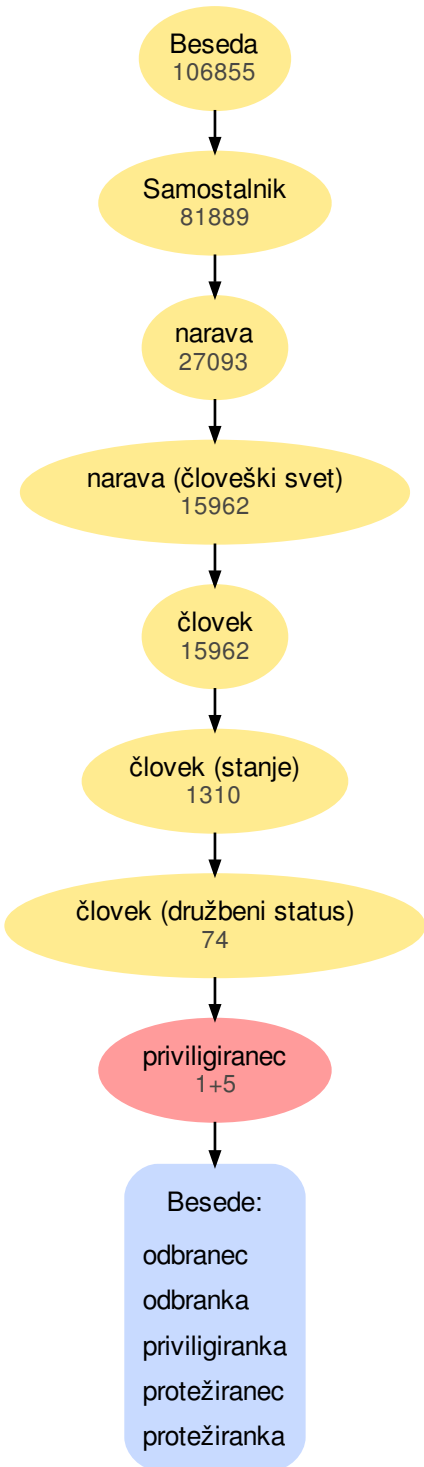 Beseda
106855
Samostalnik
81889
narava
27093
narava (človeški svet)
15962
človek
15962
človek (stanje)
1310
človek (družbeni status)
74
priviligiranec
1+5
Besede:
odbranec
odbranka
priviligiranka
protežiranec
protežiranka